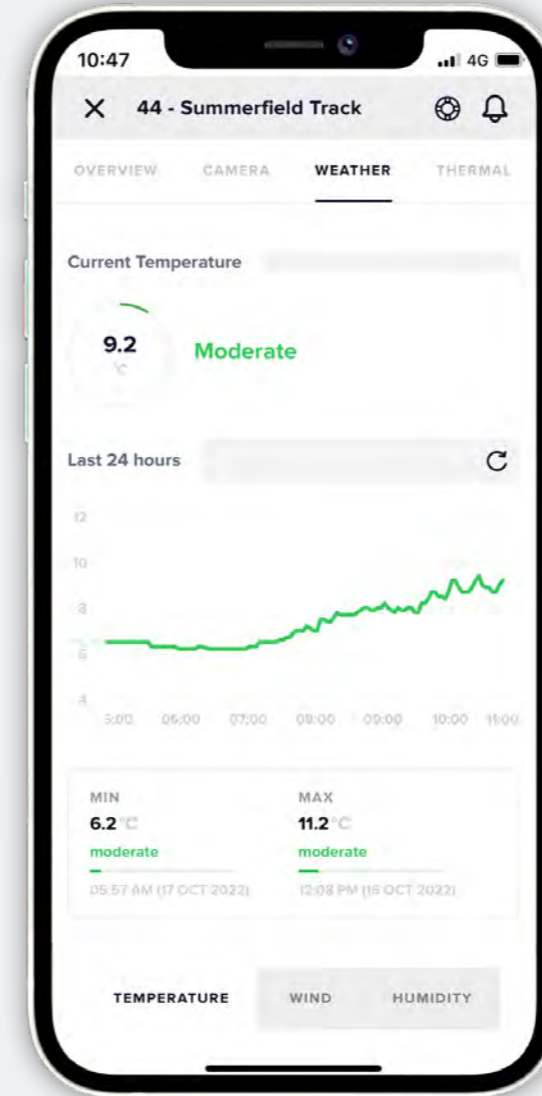 10:47 4G
44 - Summerfield Track
OVERVIEW CAMERA WEATHER THERMAL
Current Temperature
9.2
°C
Moderate
Last 24 hours
12
10
8
6
4
5:00 06:00 07:00 08:00 09:00 10:00 11:00
MIN MAX
6.2°C 11.2°C
moderate moderate
05:57 AM (17 OCT 2022) 12:08 PM (16 OCT 2022)
TEMPERATURE WIND HUMIDITY